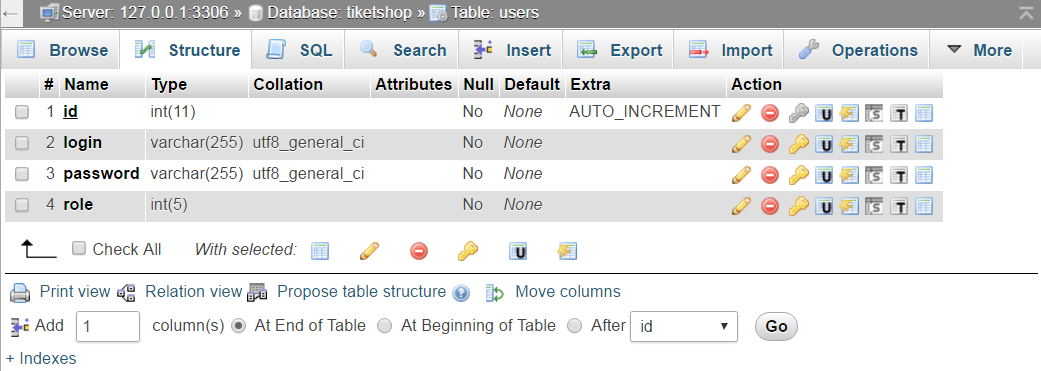 Server: 127.0.0.1:3306 » Database: tiketshop » Table: users
Browse Structure SQL Search Insert Export Import Operations More
# Name Type Collation Attributes Null Default Extra Action
1 id int(11) No None AUTO_INCREMENT U S T
2 login varchar(255) utf8_general_ci No None U S T
3 password varchar(255) utf8_general_ci No None U S T
4 role int(5) No None U S T
Check All With selected: U
Print view Relation view Propose table structure ? Move columns
Add 1 column(s) At End of Table At Beginning of Table After id Go
+ Indexes